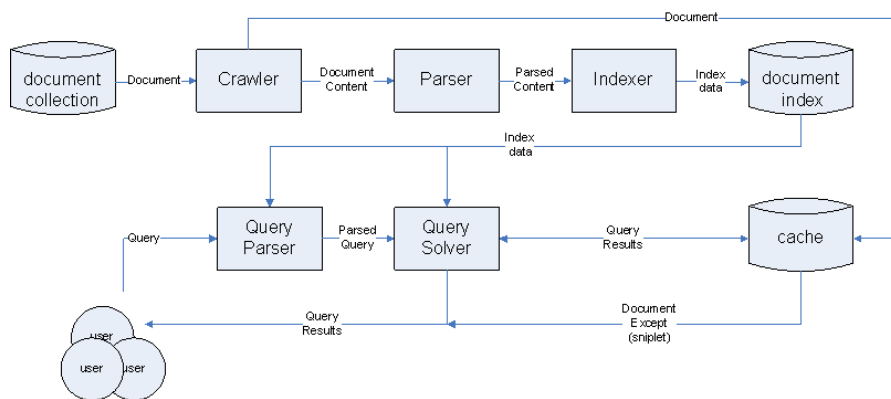 Document
document
collection
Document
Crawler
Document
Content
Parser
Parsed
Content
Indexer
Index
data
document
index
Index
data
Query
Query
Parser
Parsed
Query
Query
Solver
Query
Results
cache
Query
Results
Document
Except
(sniplet)
user
user
user